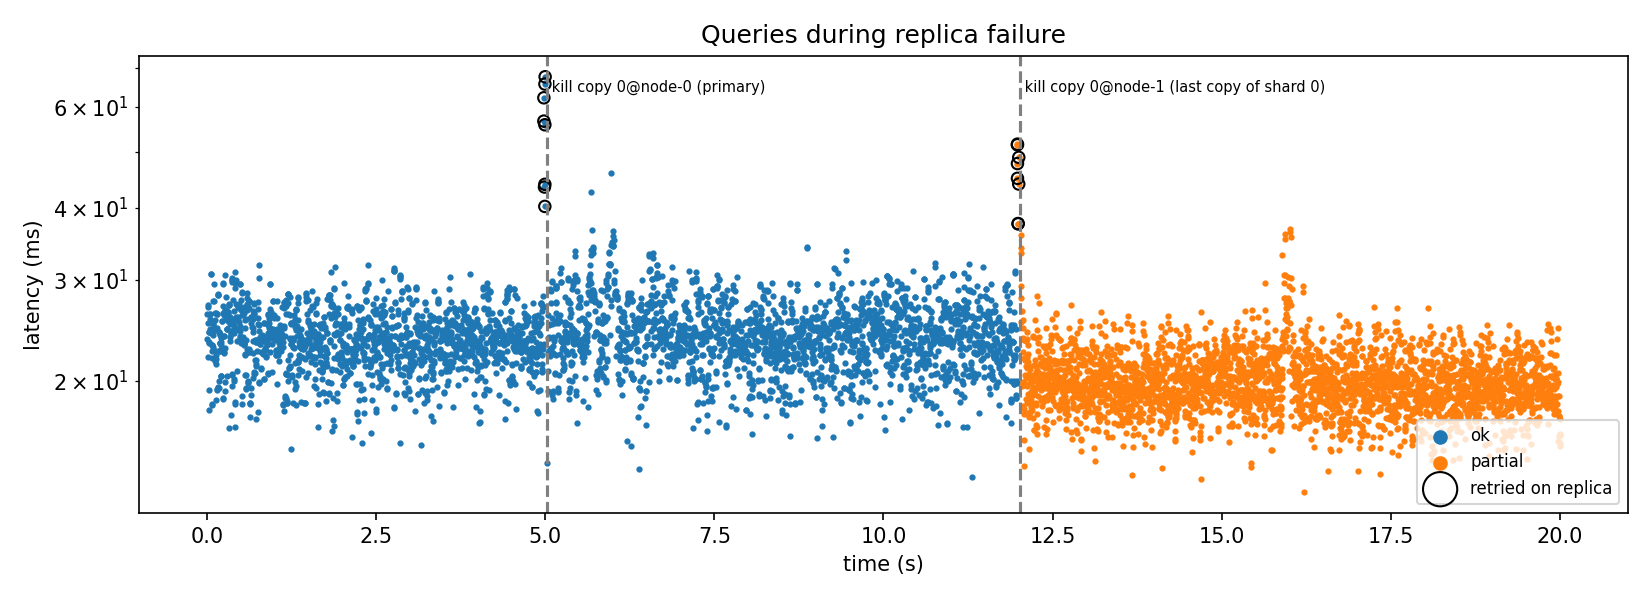 Queries during replica failure
kill copy 0@node-0 (primary)
kill copy 0@node-1 (last copy of shard 0)
latency (ms)
6 × 10¹
4 × 10¹
3 × 10¹
2 × 10¹
ok
partial
retried on replica
0.0 2.5 5.0 7.5 10.0 12.5 15.0 17.5 20.0
time (s)